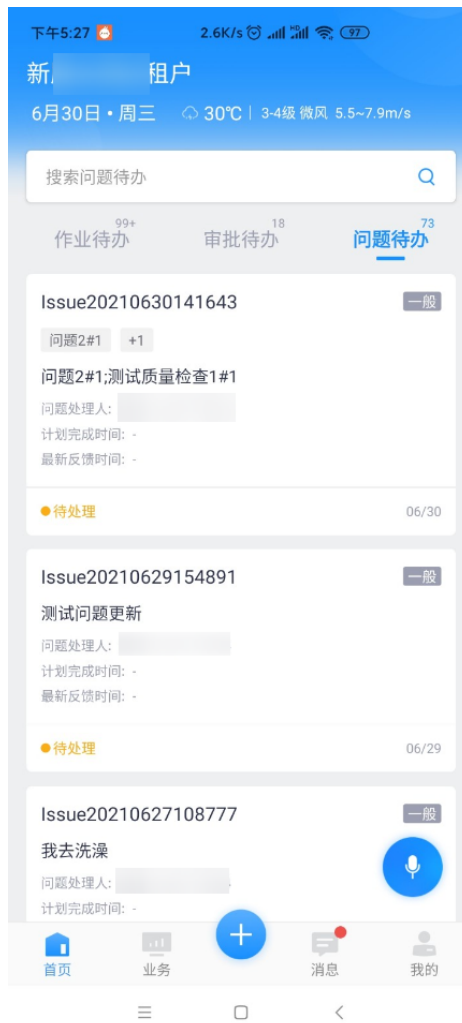 下午5:27 2.6K/s HD 97
新 租户
6月30日·周三 30℃ 3-4级 微风 5.5~7.9m/s
搜索问题待办
作业待办 99+ 审批待办 18 问题待办 73
Issue20210630141643 一般
问题2#1 +1
问题2#1;测试质量检查1#1
问题处理人:
计划完成时间: -
最新反馈时间: -
待处理 06/30
Issue20210629154891 一般
测试问题更新
问题处理人:
计划完成时间: -
最新反馈时间: -
待处理 06/29
Issue20210627108777 一般
我去洗澡
问题处理人:
计划完成时间: -
首页 业务 消息 我的